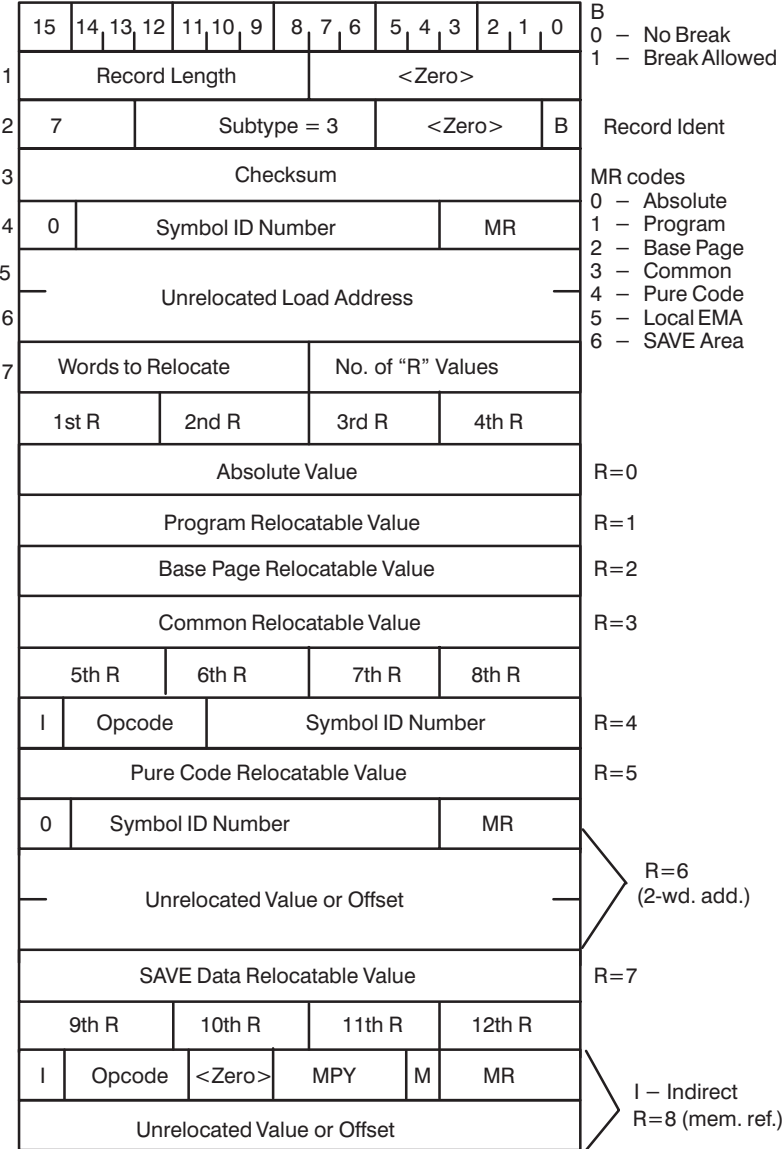 15 14 13 12 11 10 9 8 7 6 5 4 3 2 1 0
B
0 – No Break
1 – Break Allowed
1 Record Length <Zero>
2 7 Subtype = 3 <Zero> B Record Ident
3 Checksum
MR codes
0 – Absolute
1 – Program
2 – Base Page
3 – Common
4 – Pure Code
5 – Local EMA
6 – SAVE Area
4 0 Symbol ID Number MR
5
Unrelocated Load Address
6
7 Words to Relocate No. of “R” Values
1st R 2nd R 3rd R 4th R
Absolute Value R=0
Program Relocatable Value R=1
Base Page Relocatable Value R=2
Common Relocatable Value R=3
5th R 6th R 7th R 8th R
I Opcode Symbol ID Number R=4
Pure Code Relocatable Value R=5
0 Symbol ID Number MR
Unrelocated Value or Offset
R=6
(2-wd. add.)
SAVE Data Relocatable Value R=7
9th R 10th R 11th R 12th R
I Opcode <Zero> MPY M MR
Unrelocated Value or Offset
I – Indirect
R=8 (mem. ref.)